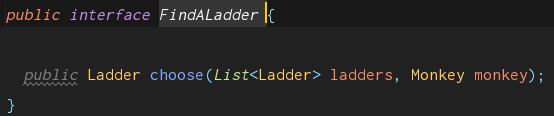 public interface FindALadder {
public Ladder choose(List<Ladder> ladders, Monkey monkey);
}